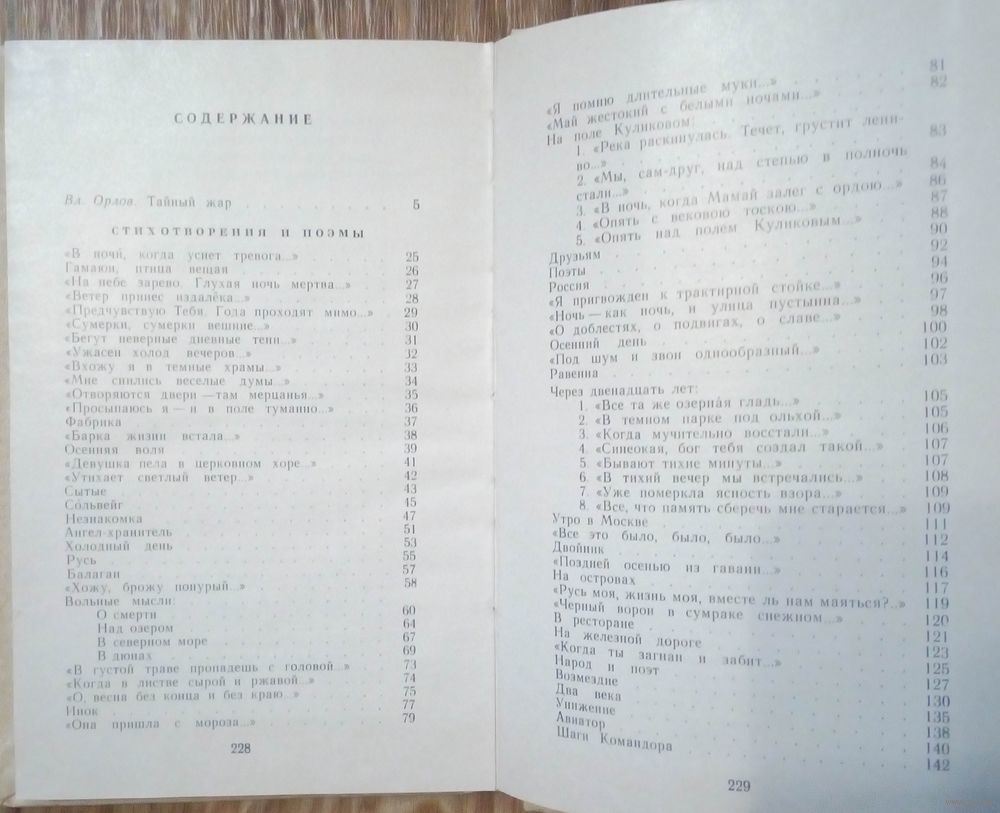 СОДЕРЖАНИЕ
Вл. Орлов. Тайный жар 5
СТИХОТВОРЕНИЯ И ПОЭМЫ
«В ночи́, когда уснет тревога...» 25
Гамаюн, птица вещая 26
«На небе зарево. Глухая ночь мертва...» 27
«Ветер принес издалёка...» 28
«Предчувствую Тебя. Года проходят мимо...» 29
«Сумерки, сумерки вешние...» 30
«Бегут неверные дневные тени...» 31
«Ужасен холод вечеров...» 32
«Вхожу я в темные храмы...» 33
«Мне снились веселые думы...» 34
«Отворяются двери — там мерцанья...» 35
«Просыпаюсь я — и в поле туманно...» 36
Фабрика 37
«Барка жизни встала...» 38
Осенняя воля 39
«Девушка пела в церковном хоре...» 41
«Утихает светлый ветер...» 42
Сытые 43
Сольвейг 45
Незнакомка 47
Ангел-хранитель 51
Холодный день 53
Русь 55
Балаган 57
«Хожу, брожу понурый...» 58
Вольные мысли:
О смерти 60
Над озером 64
В северном море 67
В дюнах 69
«В густой траве пропадешь с головой...» 73
«Когда в листве сырой и ржавой...» 74
«О, весна без конца и без краю...» 75
Инок 77
«Она пришла с мороза...» 79
228
«Я помню длительные муки...» 81
«Май жестокий с белыми ночами...» 82
На поле Куликовом:
1. «Река раскинулась. Течет, грустит лени-
во...» 83
2. «Мы, сам-друг, над степью в полночь
стали...» 84
3. «В ночь, когда Мамай залег с ордою...» 86
4. «Опять с вековою тоскою...» 87
5. «Опять над полем Куликовым...» 88
Друзьям 90
Поэты 92
Россия 94
«Я пригвожден к трактирной стойке...» 96
«Ночь — как ночь, и улица пустынна...» 97
«О доблестях, о подвигах, о славе...» 98
Осенний день 100
«Под шум и звон однообразный...» 102
Равенна 103
Через двенадцать лет:
1. «Все та же озерная гладь...» 105
2. «В темном парке под ольхой...» 105
3. «Когда мучительно восстали...» 106
4. «Синеокая, бог тебя создал такой...» 107
5. «Бывают тихие минуты...» 107
6. «В тихий вечер мы встречались...» 108
7. «Уже померкла ясность взора...» 109
8. «Все, что память сберечь мне старается...» 109
Утро в Москве 111
«Все это было, было, было...» 112
Двойник 114
«Поздней осенью из гавани...» 116
На островах 117
«Русь моя, жизнь моя, вместе ль нам маяться?..» 119
«Черный ворон в сумраке снежном...» 120
В ресторане 121
На железной дороге 123
«Когда ты загнан и забит...» 125
Народ и поэт 127
Возмездие 130
Два века 135
Унижение 138
Авиатор 140
Шаги Командора 142
229